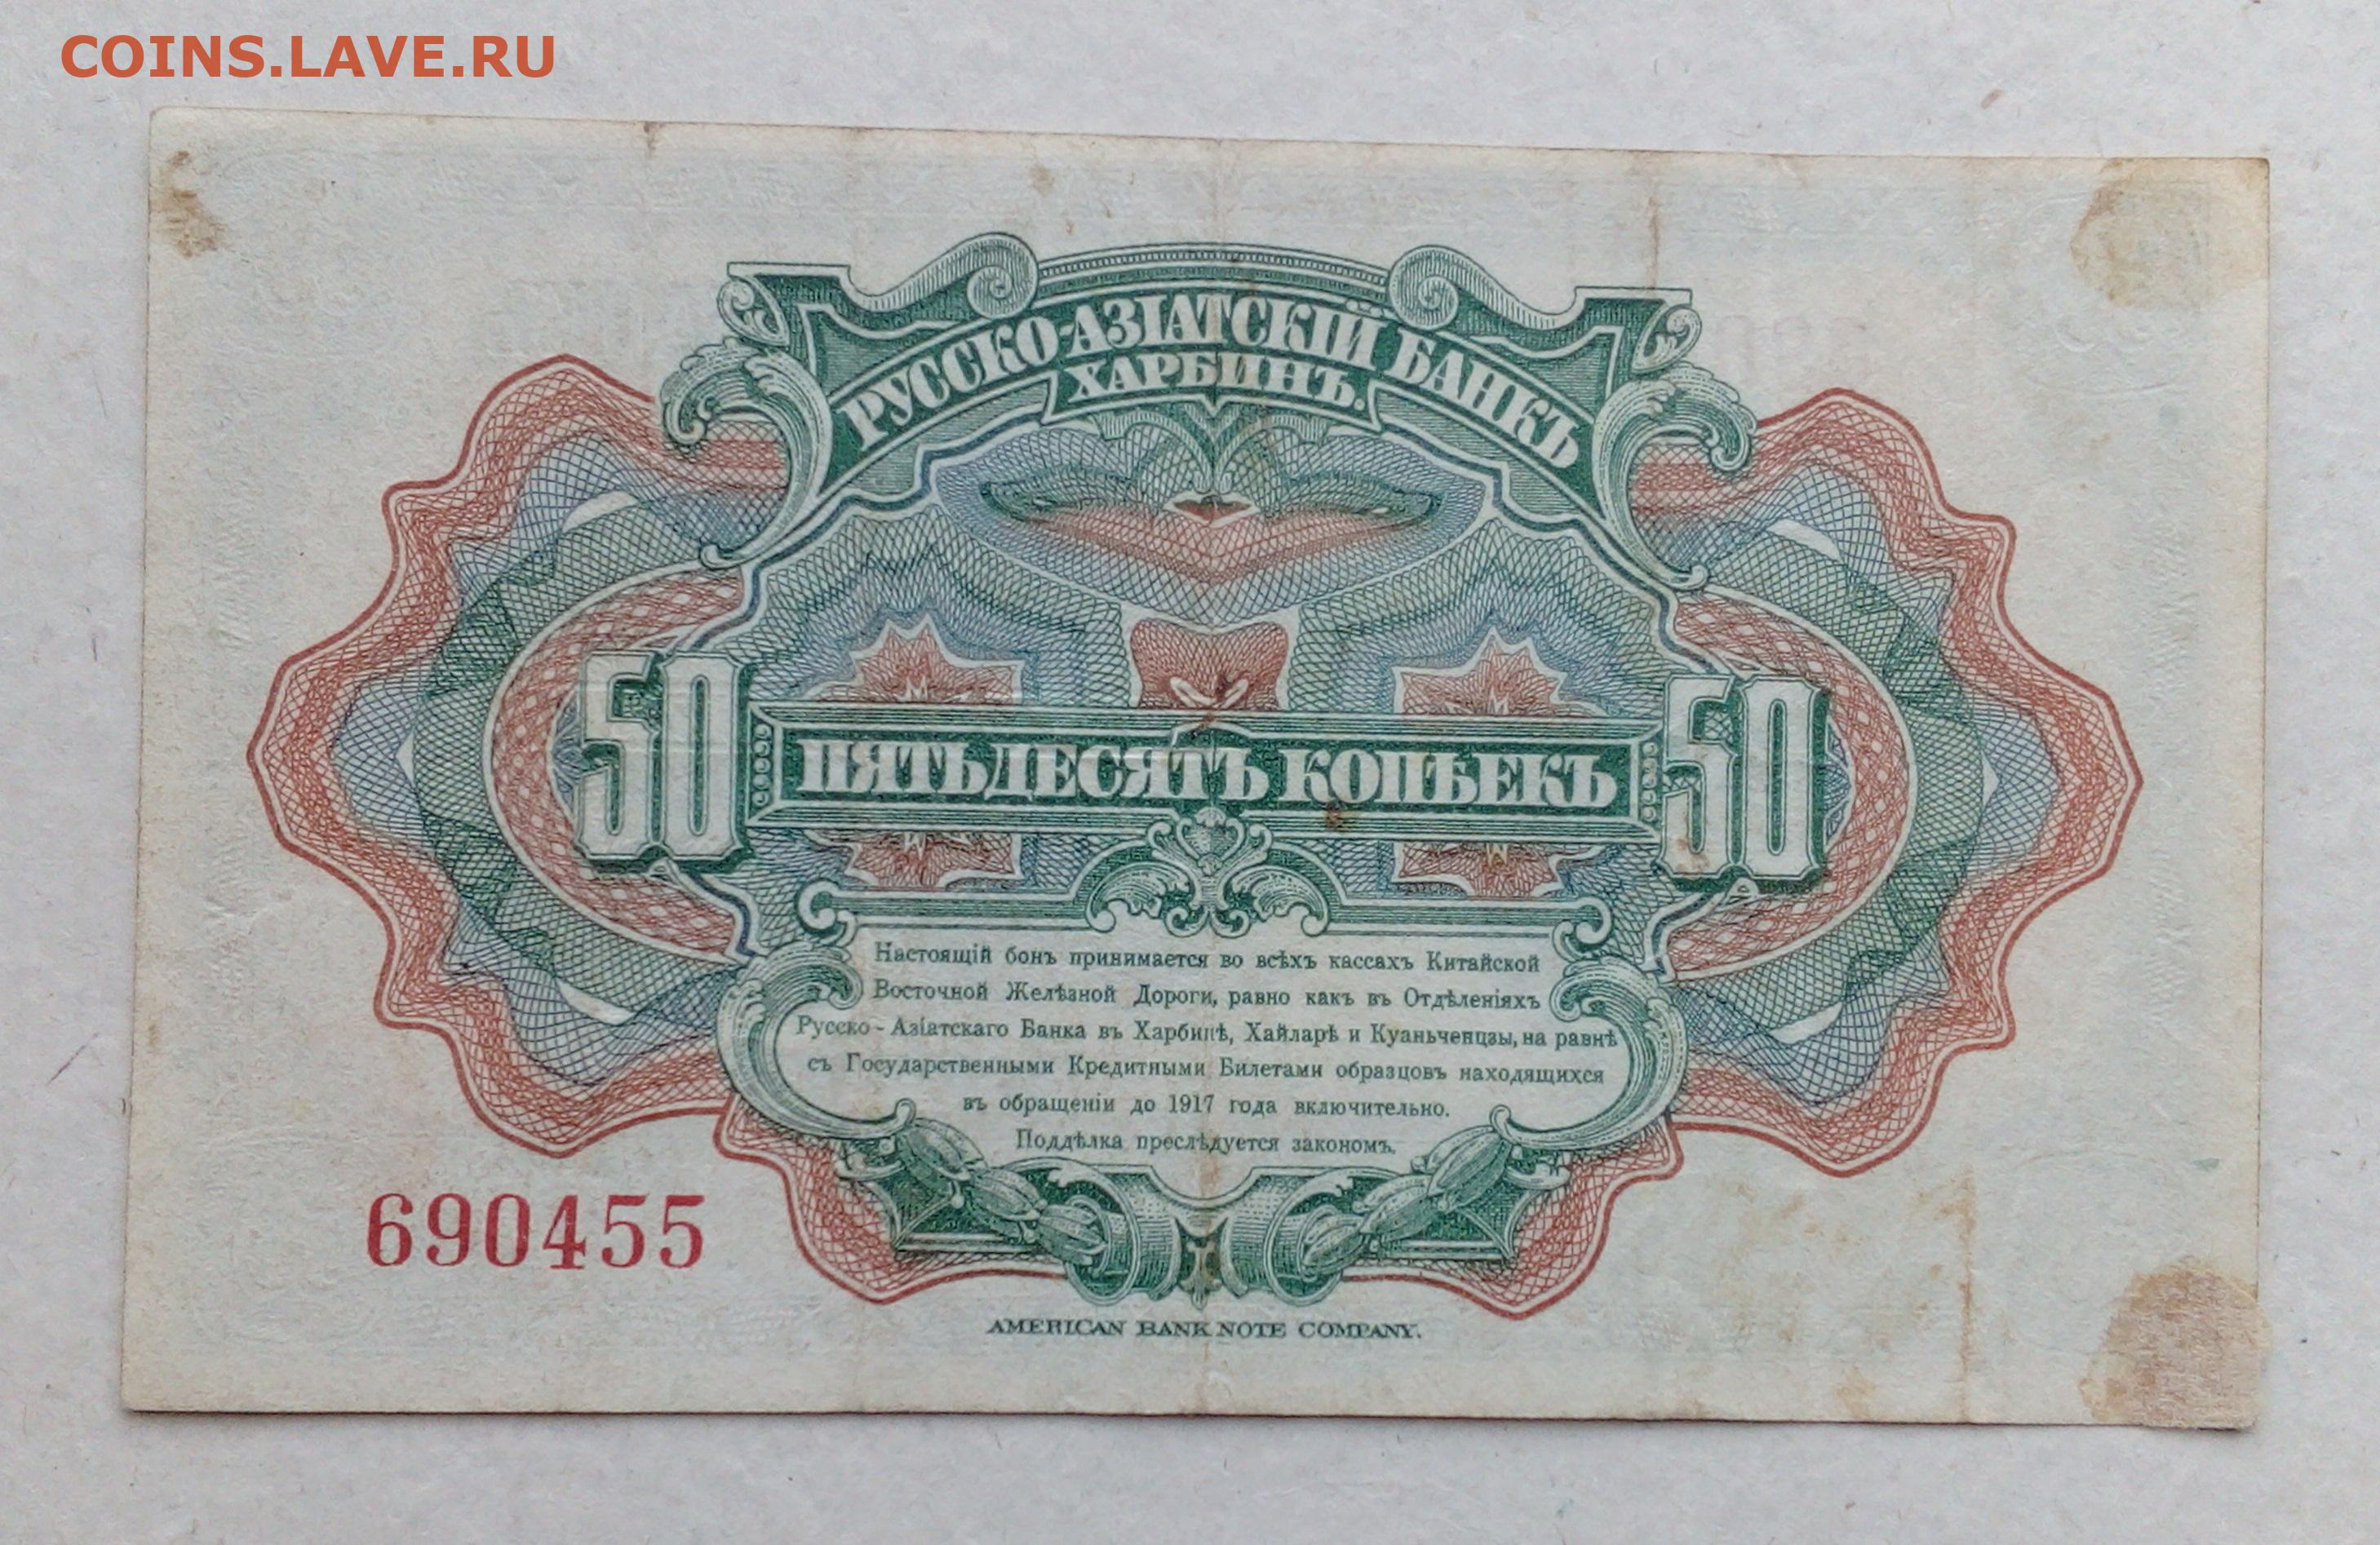 COINS.LAVE.RU
РУССКО-АЗІАТСКІЙ БАНКЪ
ХАРБИНЪ.
50 ПЯТЬДЕСЯТЪ КОПѢЕКЪ 50
Настоящій бонъ принимается во всѣхъ кассахъ Китайской
Восточной Желѣзной Дороги, равно какъ въ Отдѣленіяхъ
Русско-Азіатскаго Банка въ Харбинѣ, Хайларѣ и Куаньченцзы, на равнѣ
съ Государственными Кредитными Билетами образцовъ находящихся
въ обращеніи до 1917 года включительно.
Поддѣлка преслѣдуется закономъ.
690455
AMERICAN BANK NOTE COMPANY.